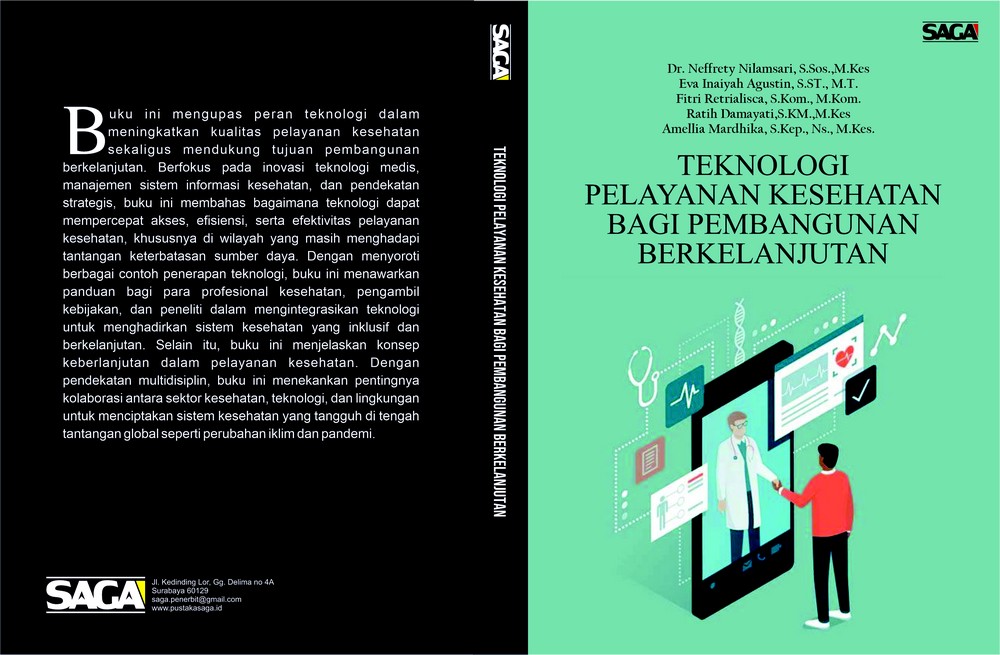 Buku ini mengupas peran teknologi dalam
meningkatkan kualitas pelayanan kesehatan
sekaligus mendukung tujuan pembangunan
berkelanjutan. Berfokus pada inovasi teknologi medis,
manajemen sistem informasi kesehatan, dan pendekatan
strategis, buku ini membahas bagaimana teknologi dapat
mempercepat akses, efisiensi, serta efektivitas pelayanan
kesehatan, khususnya di wilayah yang masih menghadapi
tantangan keterbatasan sumber daya. Dengan menyoroti
berbagai contoh penerapan teknologi, buku ini menawarkan
panduan bagi para profesional kesehatan, pengambil
kebijakan, dan peneliti dalam mengintegrasikan teknologi
untuk menghadirkan sistem kesehatan yang inklusif dan
berkelanjutan. Selain itu, buku ini menjelaskan konsep
keberlanjutan dalam pelayanan kesehatan. Dengan
pendekatan multidisiplin, buku ini menekankan pentingnya
kolaborasi antara sektor kesehatan, teknologi, dan lingkungan
untuk menciptakan sistem kesehatan yang tangguh di tengah
tantangan global seperti perubahan iklim dan pandemi.
SAGA
Jl. Kedinding Lor, Gg. Delima no 4A
Surabaya 60129
saga.penerbit@gmail.com
www.pustakasaga.id
SAGA
TEKNOLOGI PELAYANAN KESEHATAN BAGI PEMBANGUNAN BERKELANJUTAN
SAGA
Dr. Neffrety Nilamsari, S.Sos.,M.Kes
Eva Inaiyah Agustin, S.ST., M.T.
Fitri Retrialisca, S.Kom., M.Kom.
Ratih Damayati,S.KM.,M.Kes
Amellia Mardhika, S.Kep., Ns., M.Kes.
TEKNOLOGI
PELAYANAN KESEHATAN
BAGI PEMBANGUNAN
BERKELANJUTAN